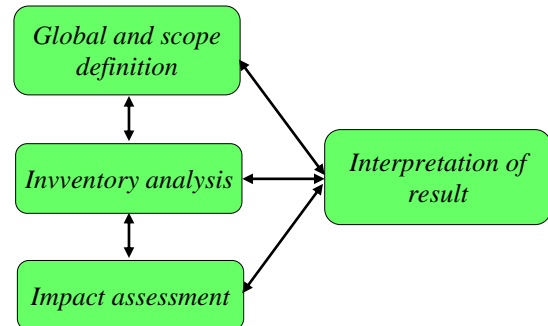 Global and scope
definition
Invventory analysis
Interpretation of
result
Impact assessment